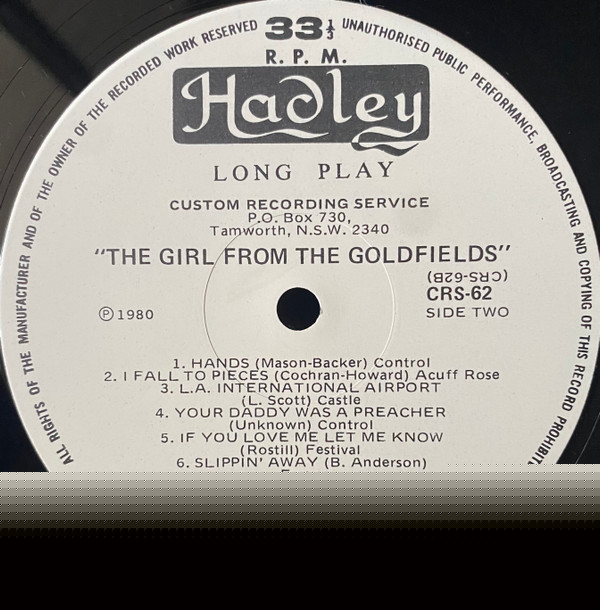 ALL RIGHTS OF THE MANUFACTURER AND OF THE OWNER OF THE RECORDED WORK RESERVED
UNAUTHORISED PUBLIC PERFORMANCE, BROADCASTING AND COPYING OF THIS RECORD PROHIBIT
33⅓
R. P. M.
Hadley
LONG PLAY
CUSTOM RECORDING SERVICE
P.O. Box 730,
Tamworth, N.S.W. 2340
"THE GIRL FROM THE GOLDFIELDS"
(CRS-62B)
CRS-62
℗1980
SIDE TWO
1. HANDS (Mason-Backer) Control
2. I FALL TO PIECES (Cochran-Howard) Acuff Rose
3. L.A. INTERNATIONAL AIRPORT
(L. Scott) Castle
4. YOUR DADDY WAS A PREACHER
(Unknown) Control
5. IF YOU LOVE ME LET ME KNOW
(Rostill) Festival
6. SLIPPIN' AWAY (B. Anderson)